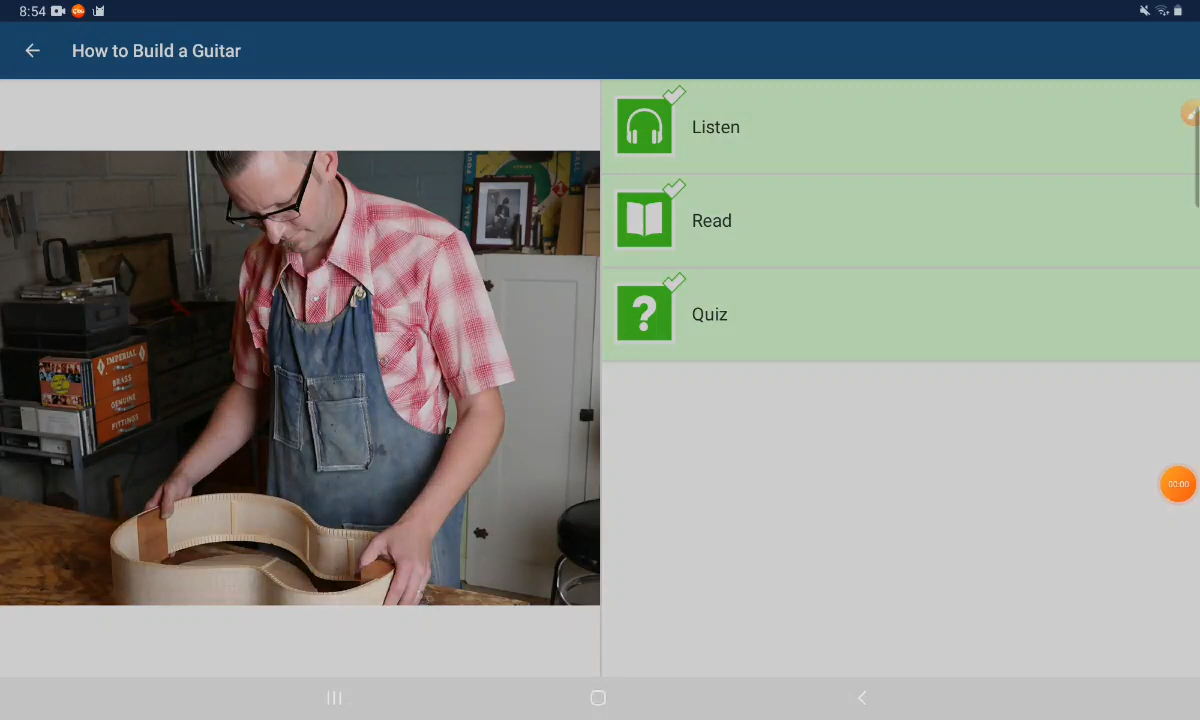 8:54
How to Build a Guitar
Listen
Read
Quiz
IMPERIAL
BRASS
GENUINE
FITTINGS
00:00